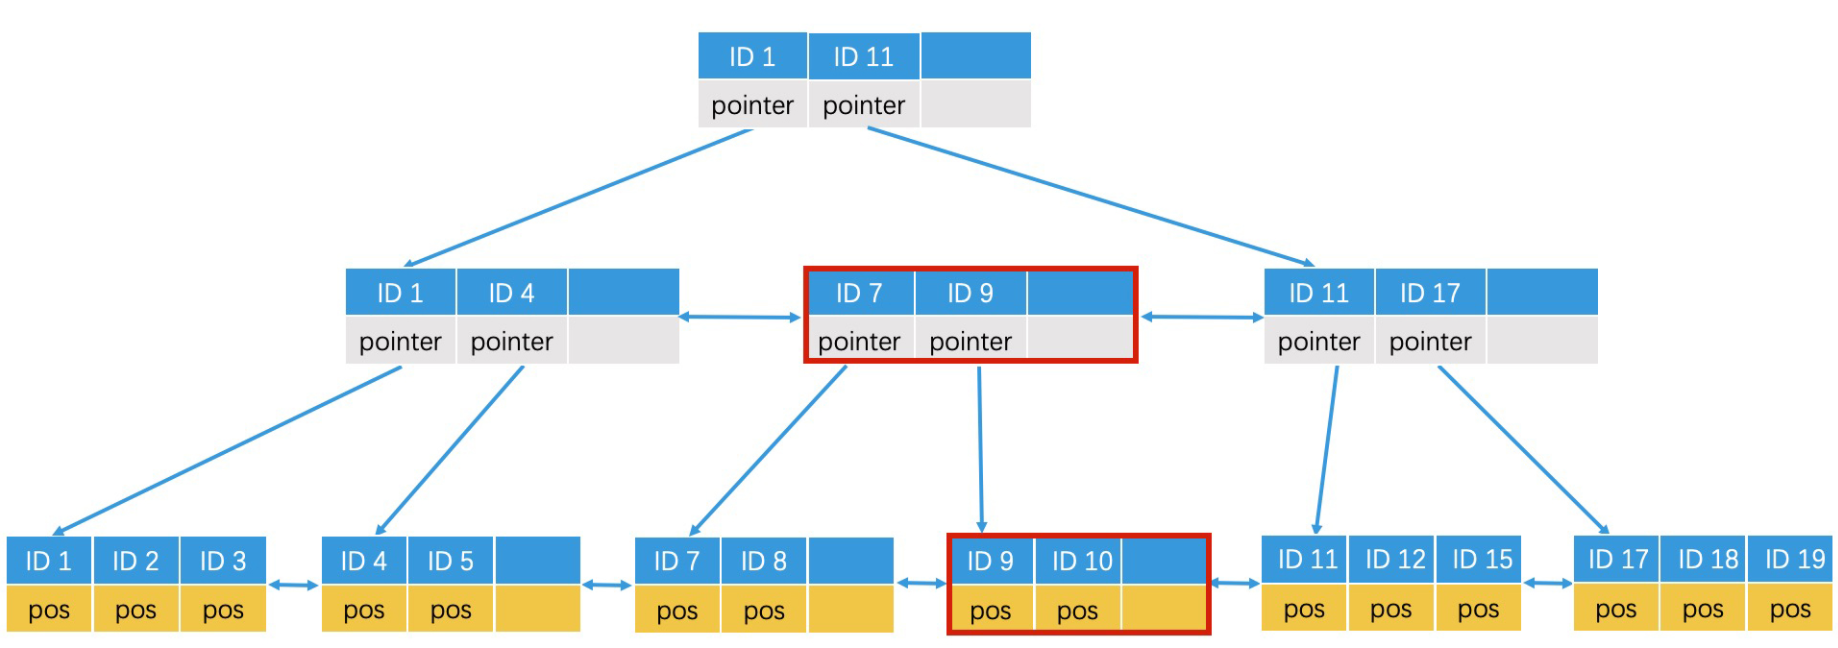 ID 1 ID 11
pointer pointer
ID 1 ID 4 ID 7 ID 9 ID 11 ID 17
pointer pointer pointer pointer pointer pointer
ID 1 ID 2 ID 3 ID 4 ID 5 ID 7 ID 8 ID 9 ID 10 ID 11 ID 12 ID 15 ID 17 ID 18 ID 19
pos pos pos pos pos pos pos pos pos pos pos pos pos pos pos